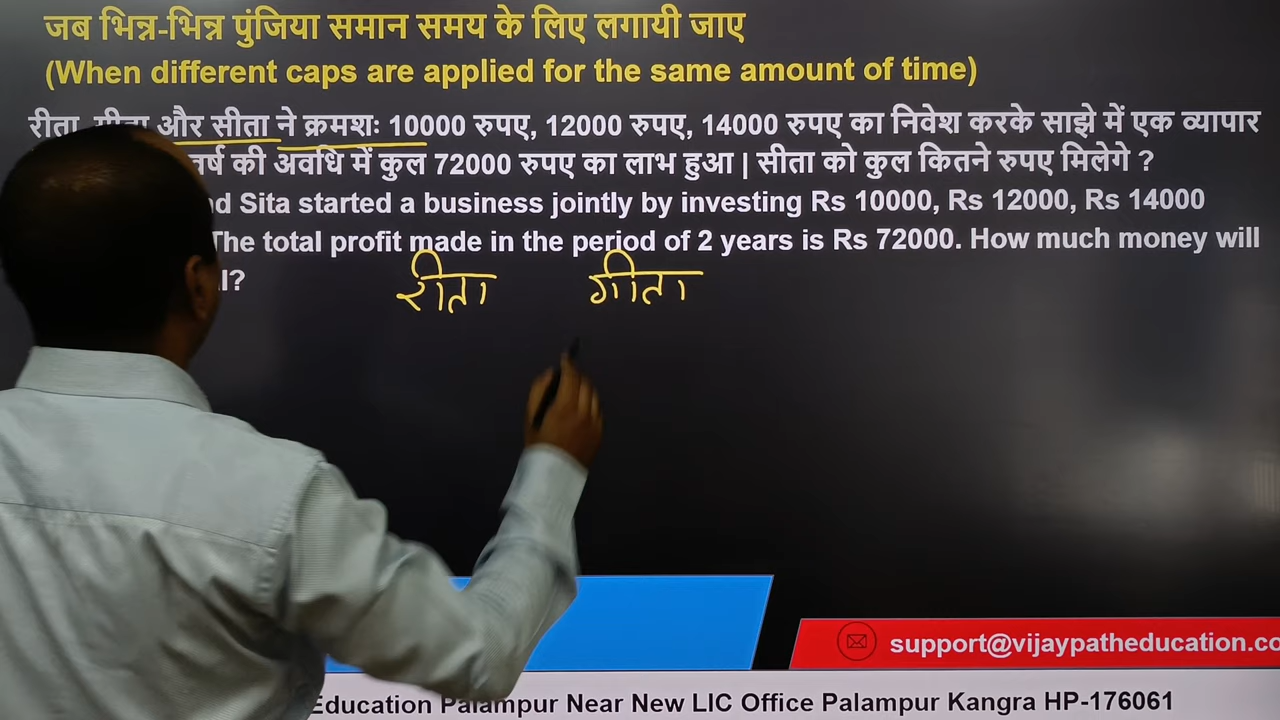 जब भिन्न-भिन्न पुंजिया समान समय के लिए लगायी जाए
(When different caps are applied for the same amount of time)
रीता, गीता और सीता ने क्रमशः 10000 रुपए, 12000 रुपए, 14000 रुपए का निवेश करके साझे में एक व्यापार
वर्ष की अवधि में कुल 72000 रुपए का लाभ हुआ | सीता को कुल कितने रुपए मिलेगे ?
Sita started a business jointly by investing Rs 10000, Rs 12000, Rs 14000
The total profit made in the period of 2 years is Rs 72000. How much money will
रीता गीता
support@vijaypatheducation.co
Education Palampur Near New LIC Office Palampur Kangra HP-176061